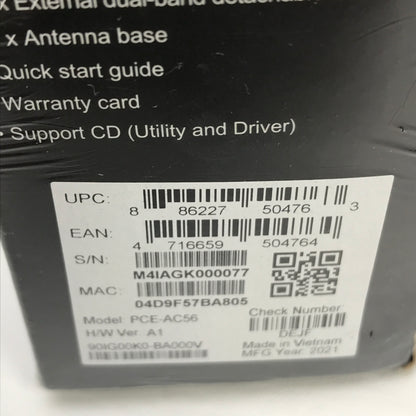 x External dual-band detachable
x Antenna base
Quick start guide
Warranty card
• Support CD (Utility and Driver)
UPC: 8 86227 50476 3
EAN: 4 716659 504764
S/N:
M4IAGK000077
MAC:
04D9F57BA805
Model: PCE-AC56
H/W Ver. A1
90IG00K0-BA000V
Check Number
DEJF
Made in Vietnam
MFG Year: 2021